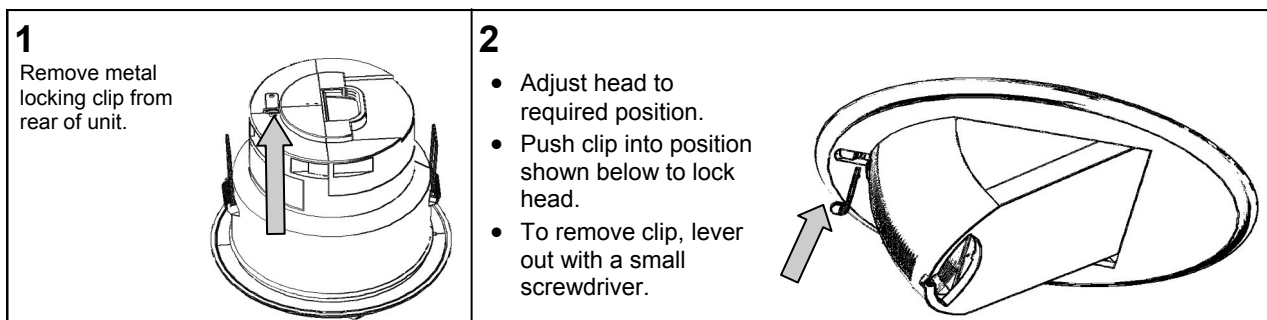 1
Remove metal
locking clip from
rear of unit.
2
• Adjust head to
required position.
• Push clip into position
shown below to lock
head.
• To remove clip, lever
out with a small
screwdriver.